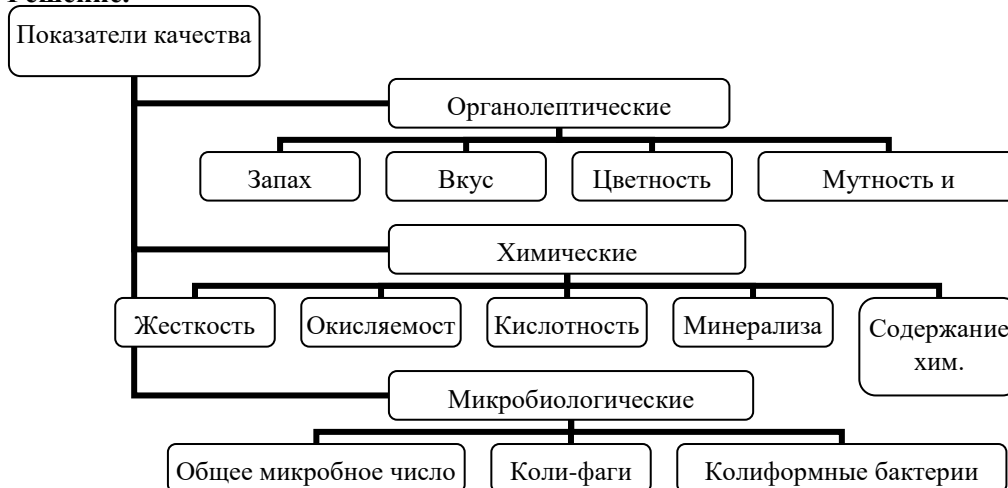 Показатели качества
Органолептические
Запах
Вкус
Цветность
Мутность и
Химические
Жесткость
Окисляемост
Кислотность
Минерализа
Содержание
хим.
Микробиологические
Общее микробное число
Коли-фаги
Колиформные бактерии